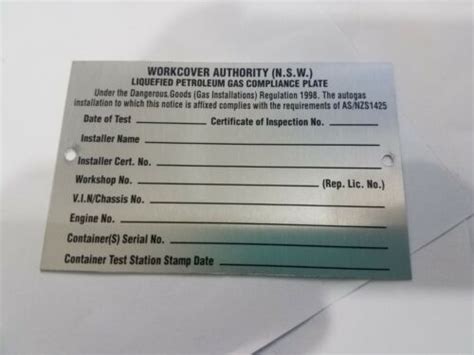 WORKCOVER AUTHORITY (N.S.W.)
LIQUEFIED PETROLEUM GAS COMPLIANCE PLATE
Under the Dangerous.Goods (Gas Installations) Regulation 1998. The autogas
installation to which this notice is affixed complies with the requirements of AS/NZS1425
Date of Test Certificate of Inspection No.
Installer Name
Installer Cert. No.
Workshop No. (Rep. Lic. No.)
V.I.N/Chassis No.
Engine No.
Container(S) Serial No.
Container Test Station Stamp Date